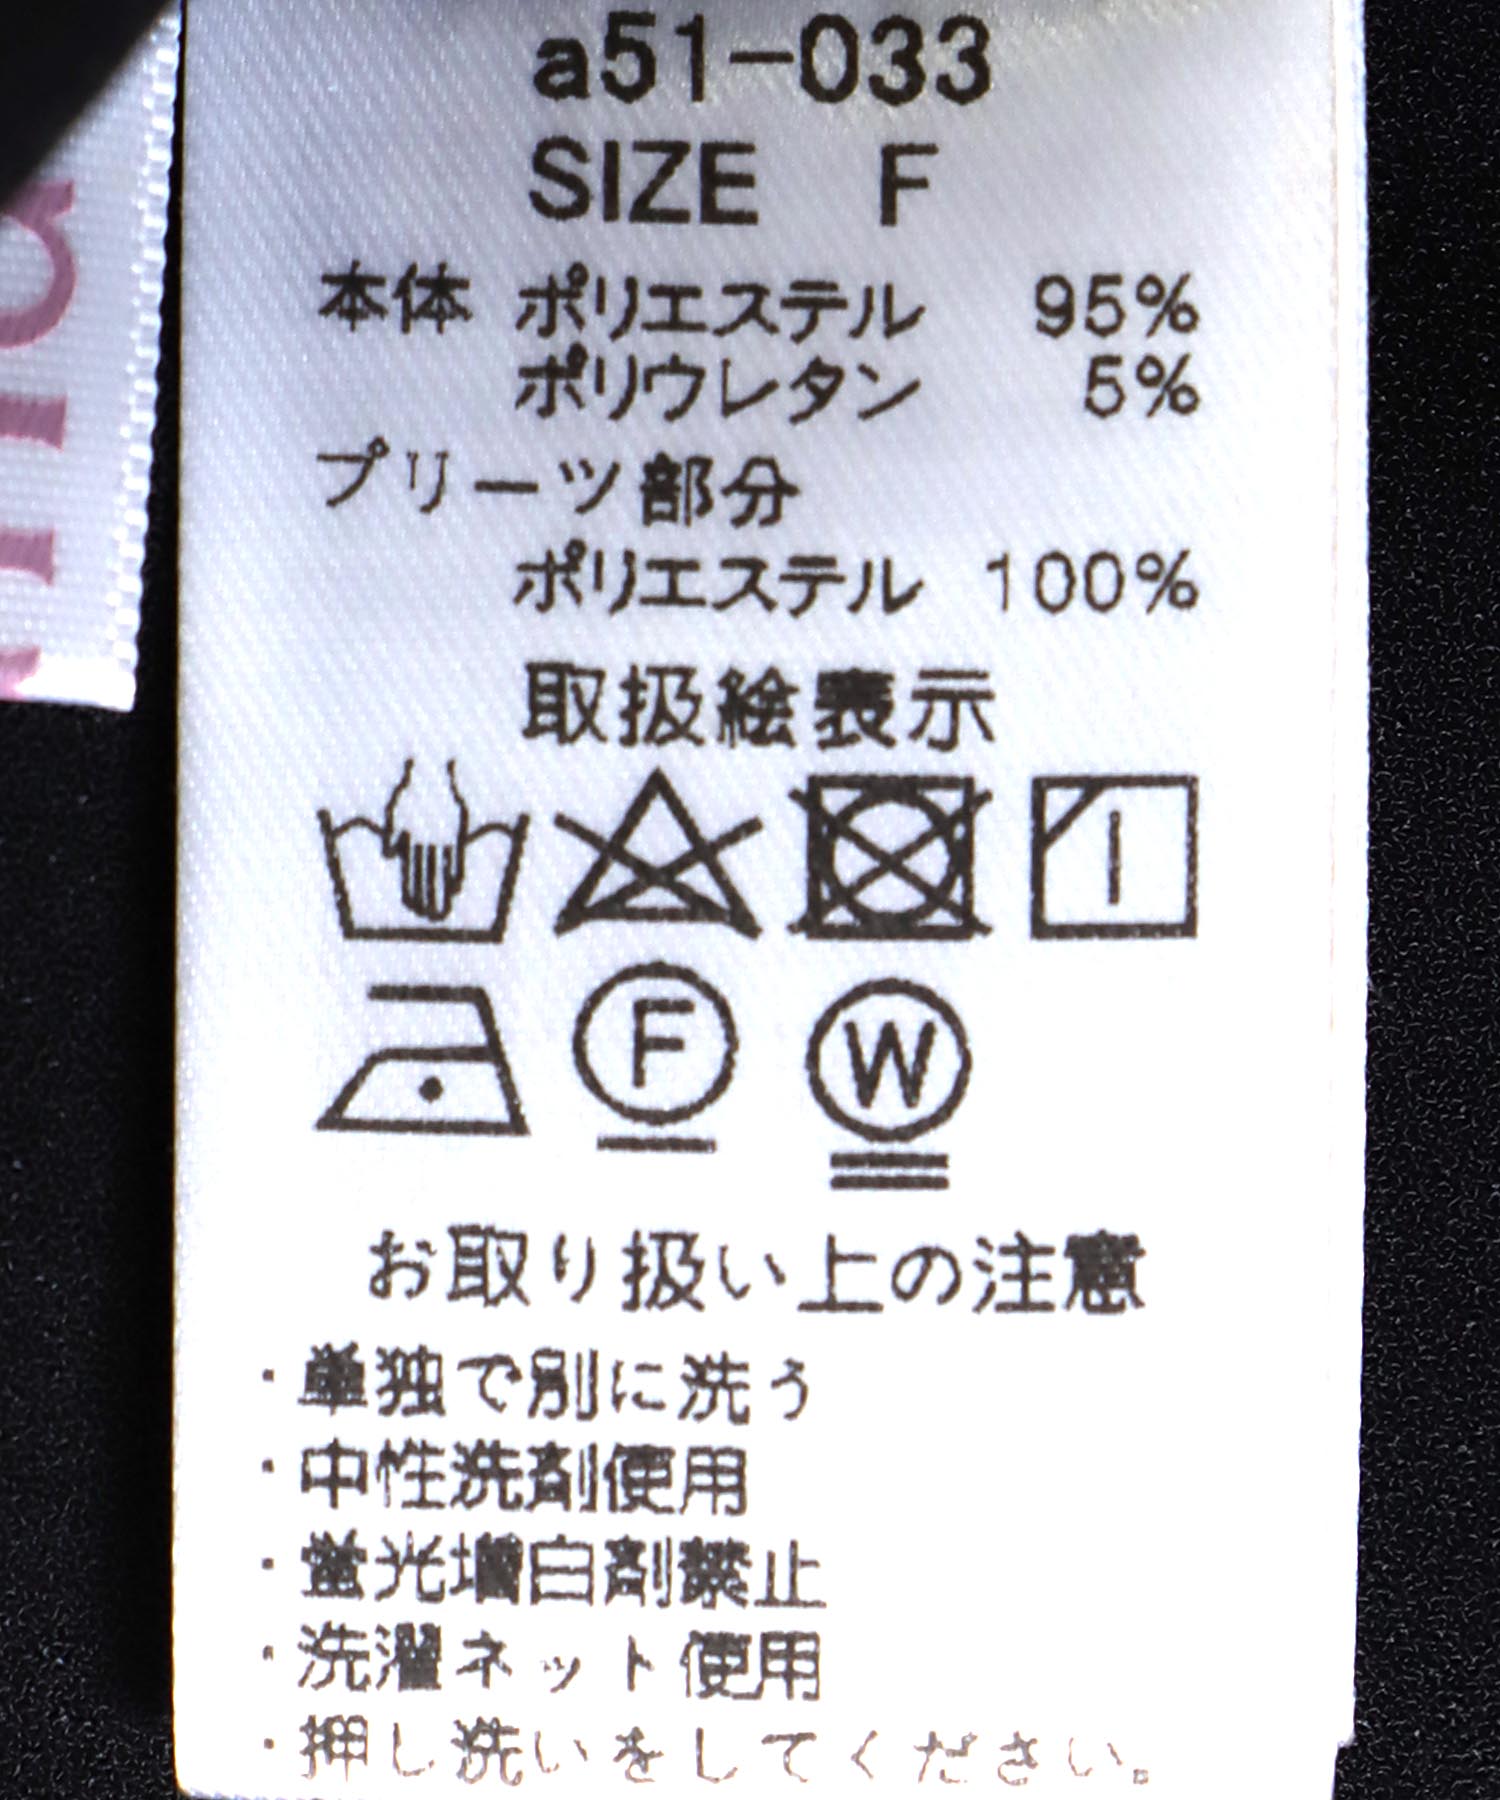 a51-033
SIZE F
本体 ポリエステル 95%
ポリウレタン 5%
プリーツ部分
ポリエステル 100%
取扱絵表示
F
W
お取り扱い上の注意
・単独で別に洗う
・中性洗剤使用
・蛍光増白剤禁止
・洗濯ネット使用
・押し洗いをしてください。